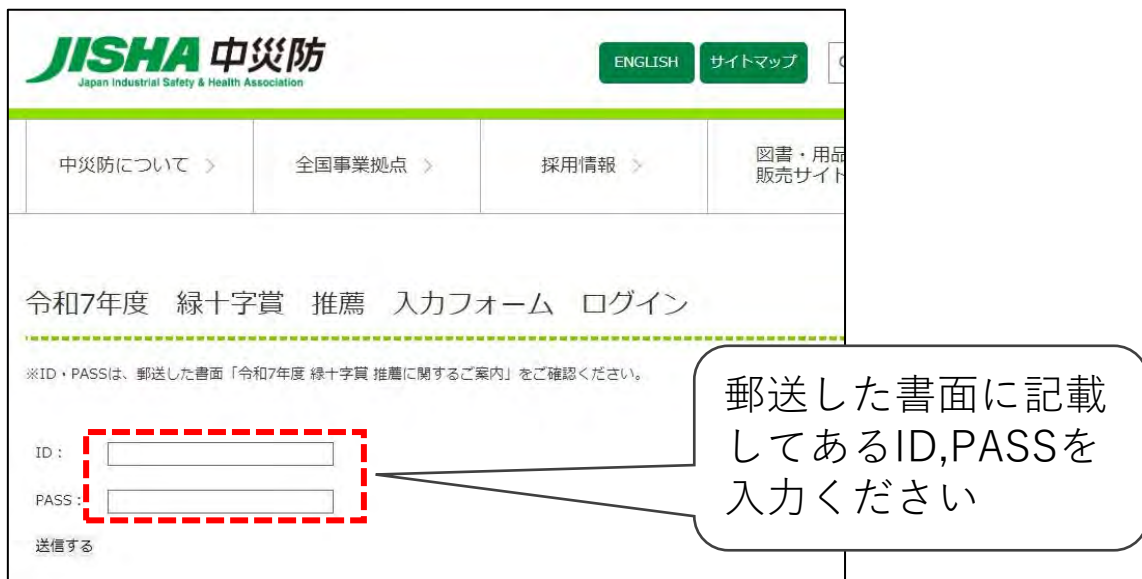 JISHA 中災防
Japan Industrial Safety & Health Association
ENGLISH
サイトマップ
中災防について >
全国事業拠点 >
採用情報 >
図書・用品
販売サイト
令和7年度 緑十字賞 推薦 入力フォーム ログイン
※ID・PASSは、郵送した書面「令和7年度 緑十字賞 推薦に関するご案内」をご確認ください。
ID：
PASS：
送信する
郵送した書面に記載
してあるID,PASSを
入力ください